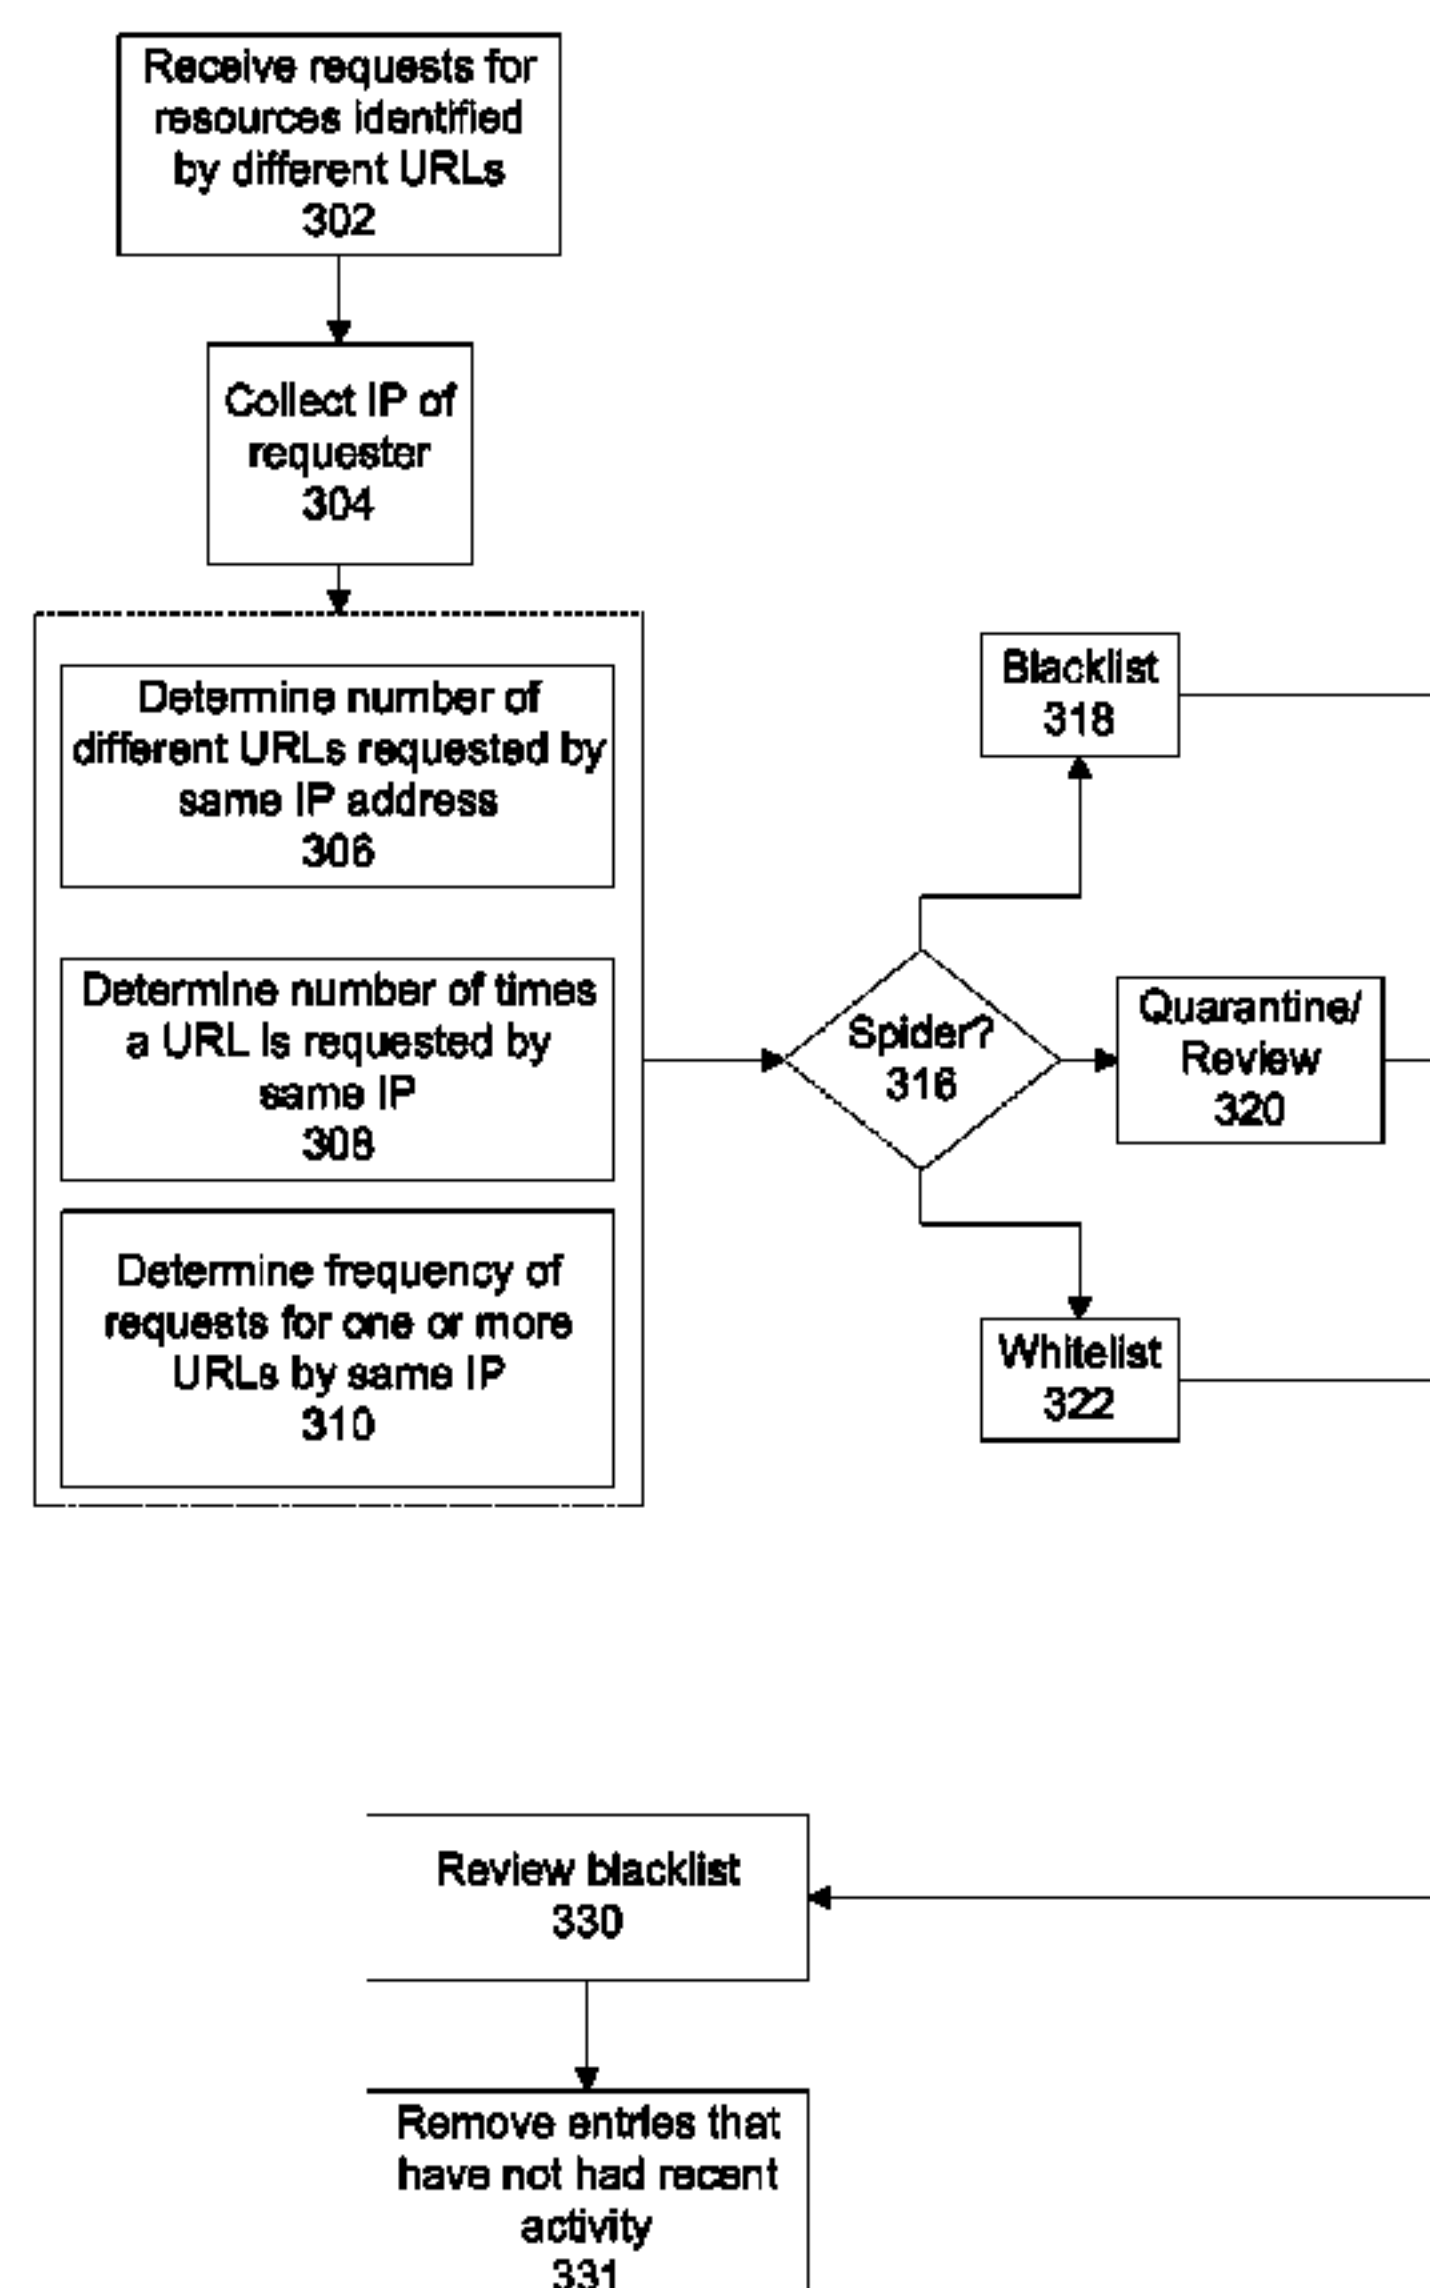 Receive requests for
resources identified
by different URLs
302
Collect IP of
requester
304
Determine number of
different URLs requested by
same IP address
306
Determine number of times
a URL is requested by
same IP
308
Determine frequency of
requests for one or more
URLs by same IP
310
Spider?
316
Blacklist
318
Quarantine/
Review
320
Whitelist
322
Review blacklist
330
Remove entries that
have not had recent
activity
331